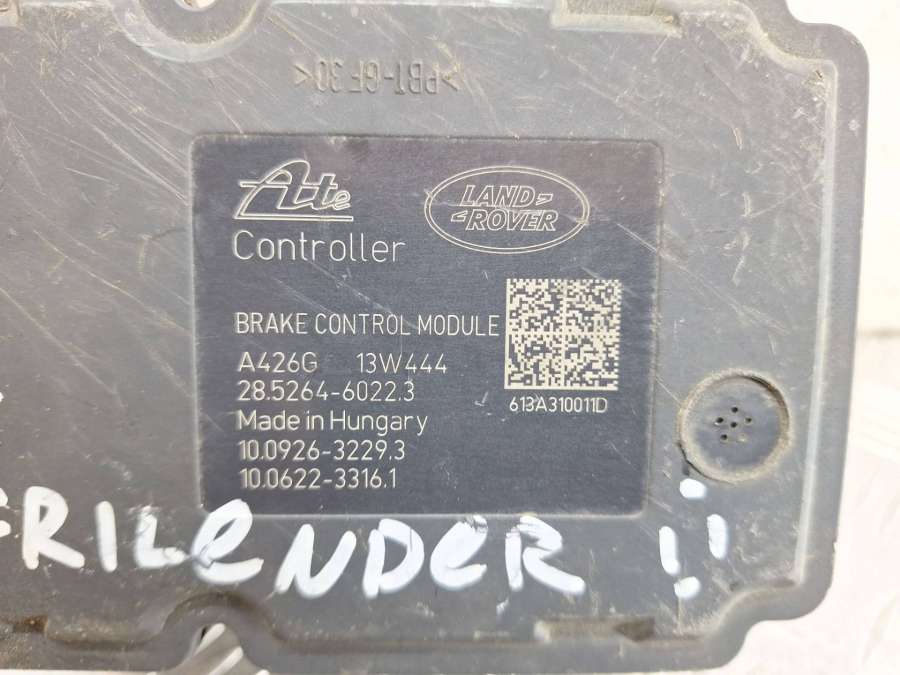 >PBT-GF30<
Ate
LAND
ROVER
Controller
BRAKE CONTROL MODULE
A426G 13W444
28.5264-6022.3
613A310011D
Made in Hungary
10.0926-3229.3
10.0622-3316.1
FRILENDER !!